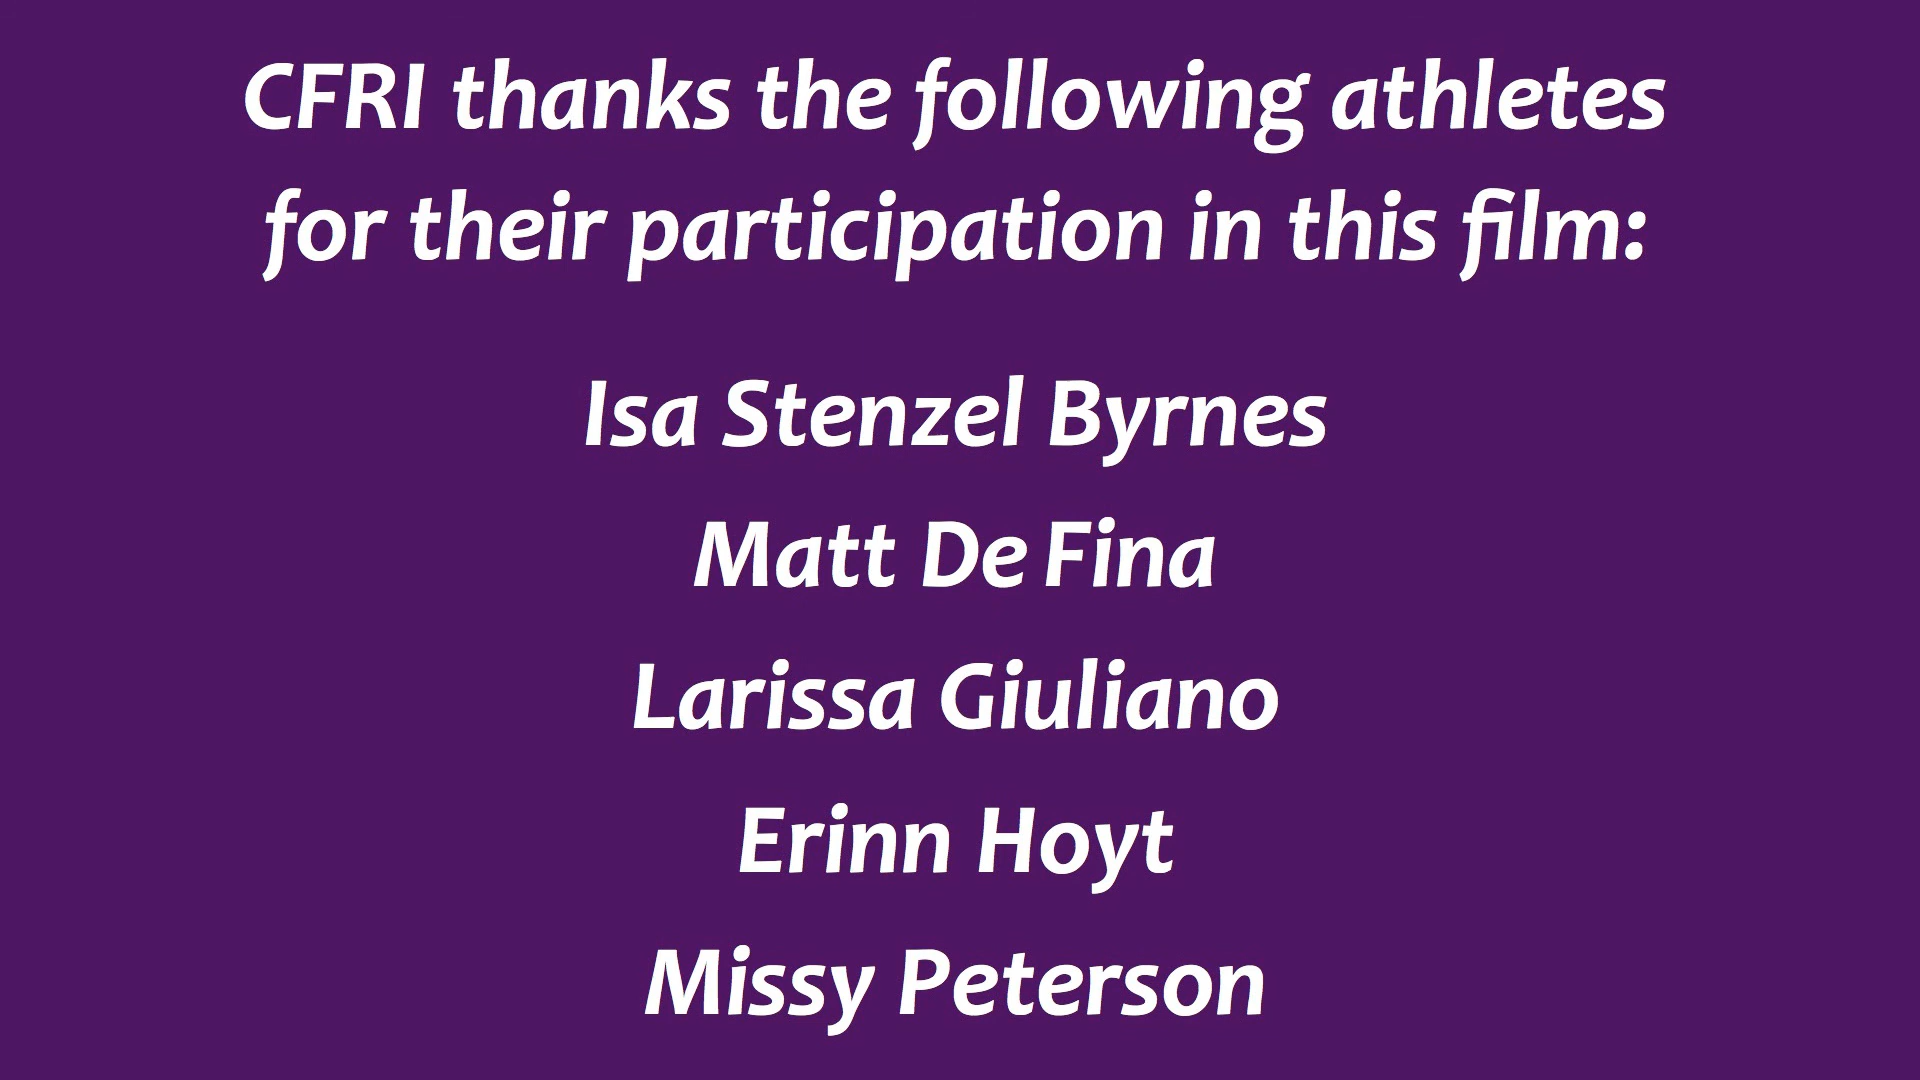 CFRI thanks the following athletes
for their participation in this film:
Isa Stenzel Byrnes
Matt De Fina
Larissa Giuliano
Erinn Hoyt
Missy Peterson